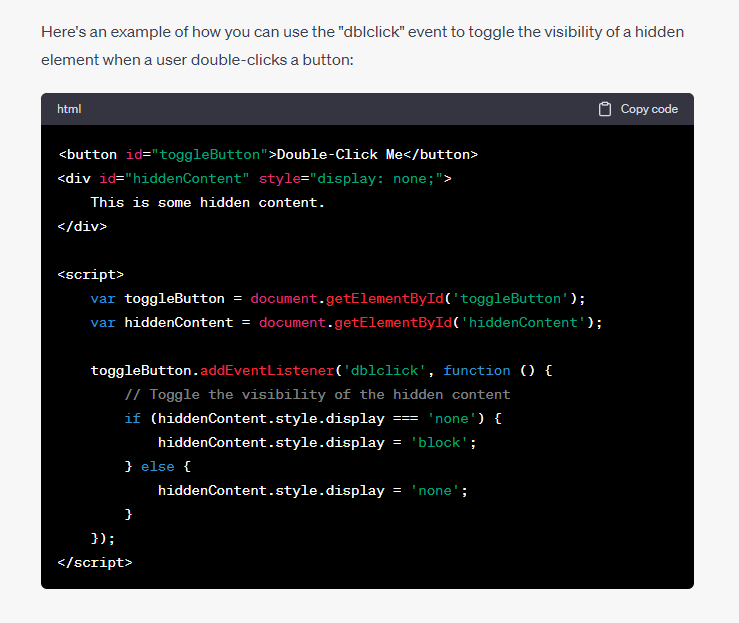 Here's an example of how you can use the "dblclick" event to toggle the visibility of a hidden
element when a user double-clicks a button:
html
Copy code
<button id="toggleButton">Double-Click Me</button>
<div id="hiddenContent" style="display: none;">
    This is some hidden content.
</div>

<script>
    var toggleButton = document.getElementById('toggleButton');
    var hiddenContent = document.getElementById('hiddenContent');

    toggleButton.addEventListener('dblclick', function () {
        // Toggle the visibility of the hidden content
        if (hiddenContent.style.display === 'none') {
            hiddenContent.style.display = 'block';
        } else {
            hiddenContent.style.display = 'none';
        }
    });
</script>